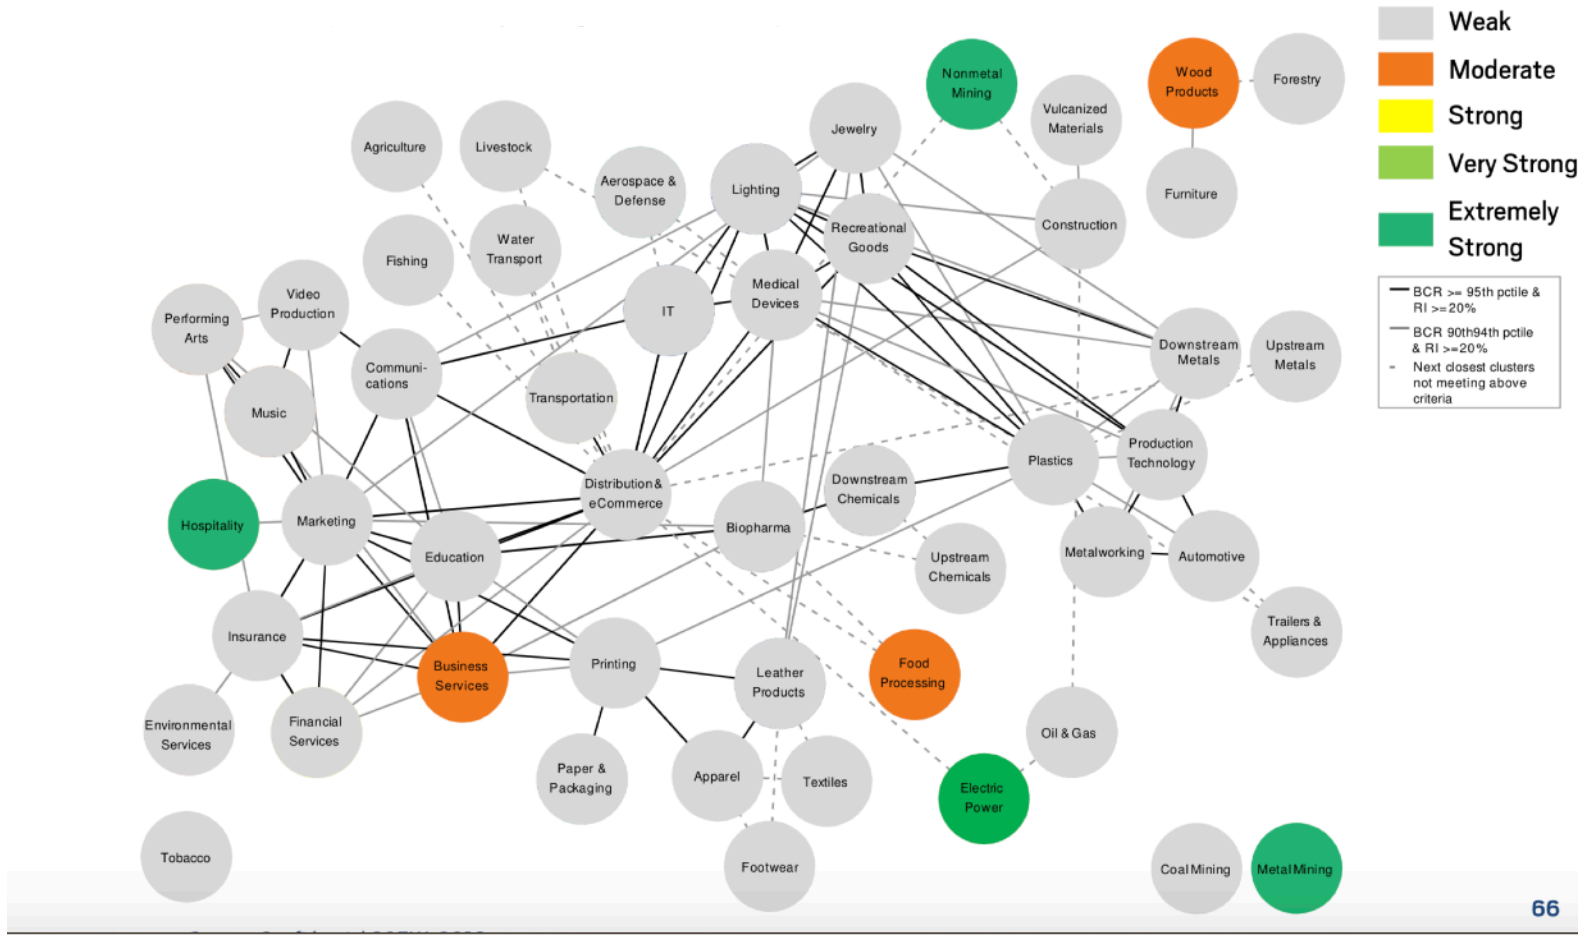 Weak
Moderate
Strong
Very Strong
Extremely
Strong
BCR >= 95th pctile &
RI >=20%
BCR 90th94th pctile
& RI >=20%
Next closest clusters
not meeting above
criteria
Nonmetal
Mining
Wood
Products
Forestry
Vulcanized
Materials
Jewelry
Agriculture
Livestock
Aerospace &
Defense
Lighting
Furniture
Recreational
Goods
Construction
Fishing
Water
Transport
Medical
Devices
IT
Video
Production
Performing
Arts
Communi-
cations
Downstream
Metals
Upstream
Metals
Music
Transportation
Plastics
Production
Technology
Distribution &
eCommerce
Downstream
Chemicals
Hospitality
Marketing
Education
Biopharma
Upstream
Chemicals
Metalworking
Automotive
Insurance
Trailers &
Appliances
Business
Services
Printing
Leather
Products
Food
Processing
Environmental
Services
Financial
Services
Oil & Gas
Paper &
Packaging
Apparel
Textiles
Electric
Power
Tobacco
Footwear
Coal Mining
Metal Mining
66